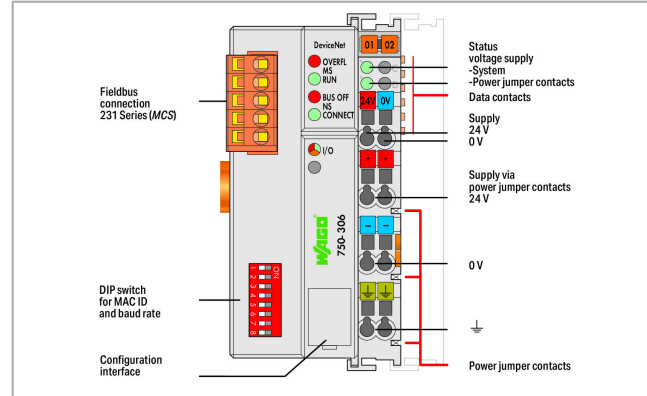 Fieldbus
connection
231 Series (MCS)
DIP switch
for MAC ID
and baud rate
Configuration
interface
ON
1
2
3
4
5
6
7
8
DeviceNet
OVERFL
MS
RUN
BUS OFF
NS
CONNECT
I/O
WAGO
750-306
01 02
24V 0V
+ +
− −
Status
voltage supply
-System
-Power jumper contacts
Data contacts
Supply
24 V
0 V
Supply via
power jumper contacts
24 V
0 V
Power jumper contacts